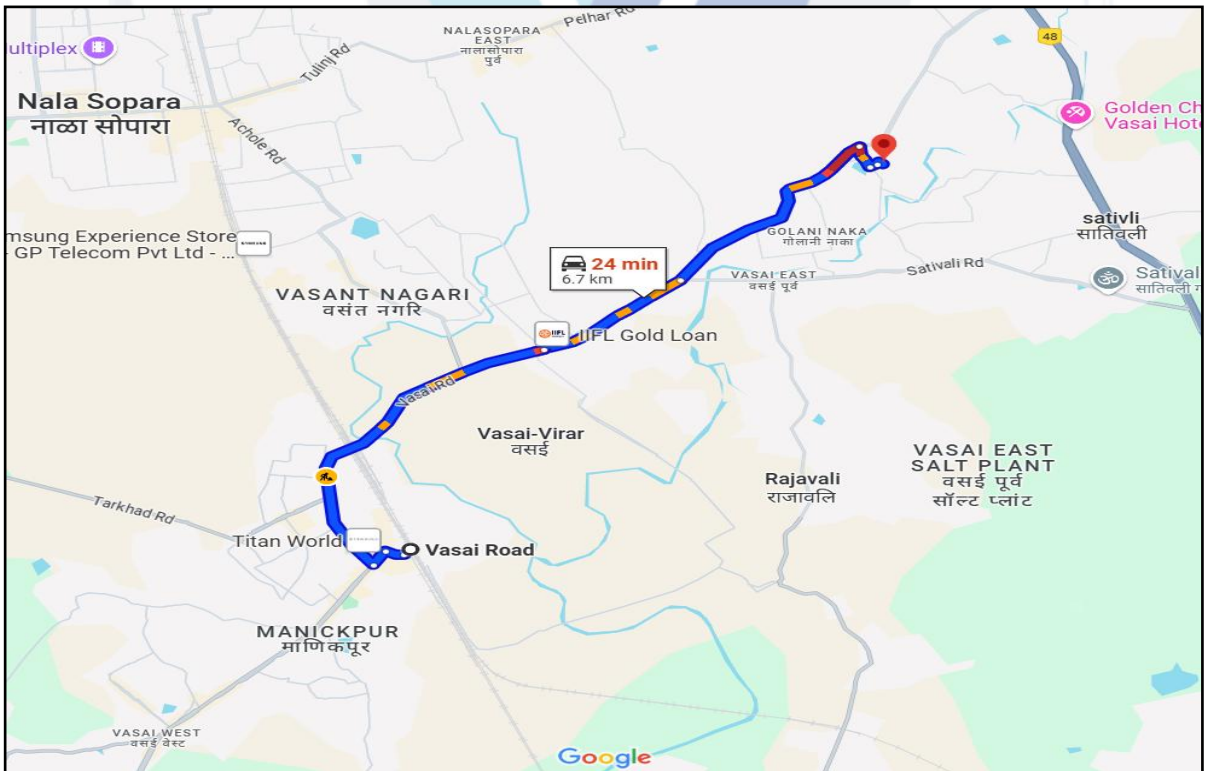 Pelhar Rd
NALASOPARA
EAST
नालासोपारा
पुर्व
48
ultiplex
Tulinj Rd
Nala Sopara
नाळा सोपारा
Golden Ch
Vasai Hote
Achole Rd
sativli
सातिवली
GOLANI NAKA
गोलानी नाका
msung Experience Store
GP Telecom Pvt Ltd - ...
24 min
6.7 km
VASAI EAST
वसई पूर्व
Sativali Rd
Sativali
सातिवली
VASANT NAGARI
वसंत नगरि
IIFL
IIFL Gold Loan
Vasai Rd
Vasai-Virar
वसई
VASAI EAST
SALT PLANT
वसई पूर्व
सॉल्ट प्लांट
Rajavali
राजावलि
Tarkhad Rd
Titan World
Vasai Road
MANICKPUR
माणिकपूर
VASAI WEST
वसई वेस्ट
Google